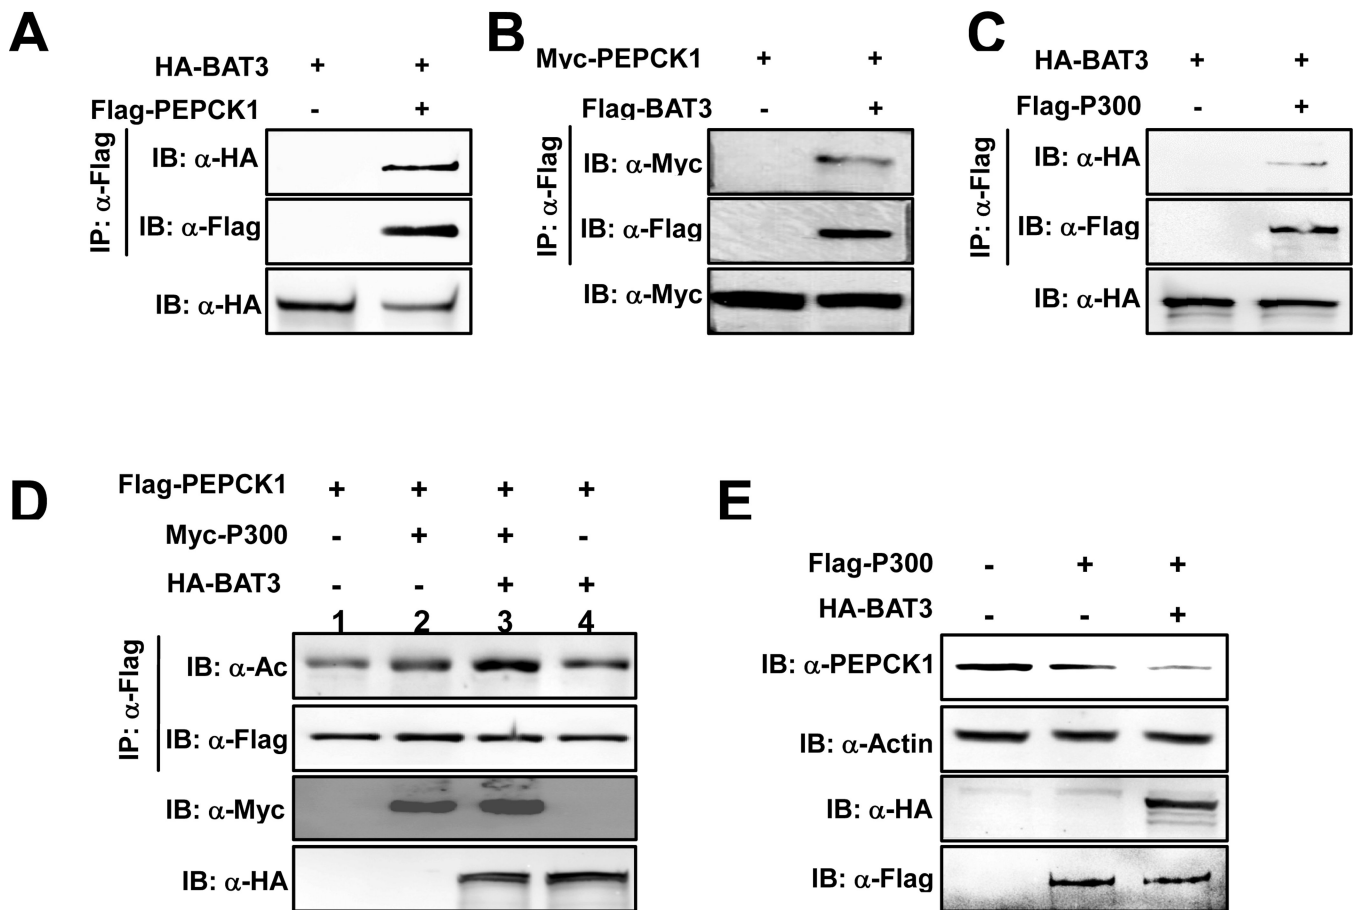 A
HA-BAT3 + +
Flag-PEPCK1 - +
IP: α-Flag
IB: α-HA
IB: α-Flag
IB: α-HA
B
Myc-PEPCK1 + +
Flag-BAT3 - +
IP: α-Flag
IB: α-Myc
IB: α-Flag
IB: α-Myc
C
HA-BAT3 + +
Flag-P300 - +
IP: α-Flag
IB: α-HA
IB: α-Flag
IB: α-HA
D
Flag-PEPCK1 + + + +
Myc-P300 - + + -
HA-BAT3 - - + +
1 2 3 4
IP: α-Flag
IB: α-Ac
IB: α-Flag
IB: α-Myc
IB: α-HA
E
Flag-P300 - + +
HA-BAT3 - - +
IB: α-PEPCK1
IB: α-Actin
IB: α-HA
IB: α-Flag